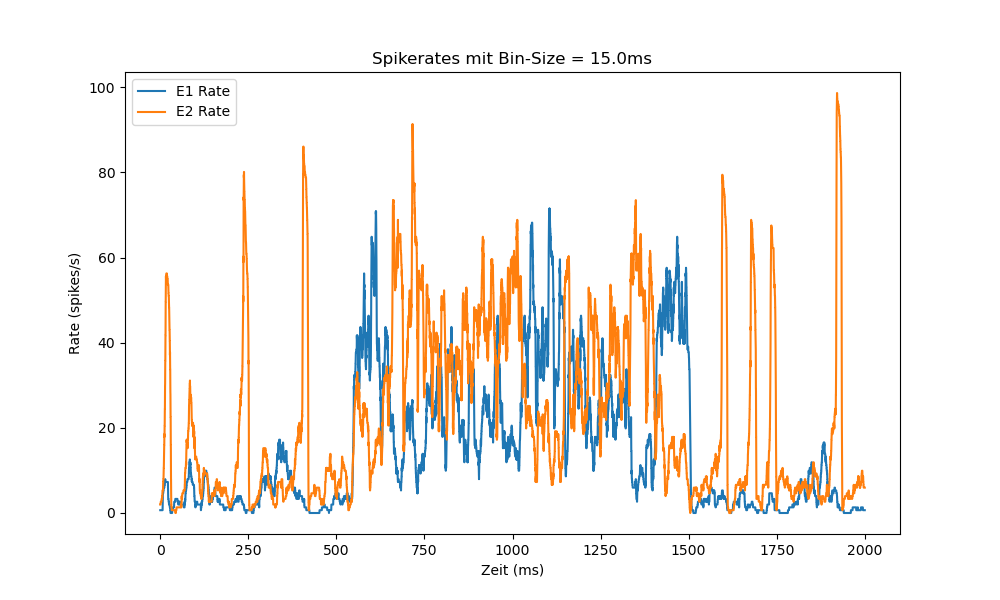 Spikerates mit Bin-Size = 15.0ms
E1 Rate
E2 Rate
100
80
60
40
20
0
Rate (spikes/s)
0 250 500 750 1000 1250 1500 1750 2000
Zeit (ms)